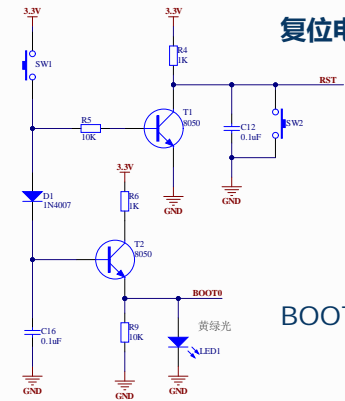 3.3V
3.3V
复位
SW1
R4
1K
RST
R5
10K
T1
8050
C12
0.1uF
SW2
3.3V
D1
1N4007
R6
1K
GND
GND
T2
8050
BOOT0
C16
0.1uF
R9
10K
黄绿光
LED1
BOOT
GND
GND
GND